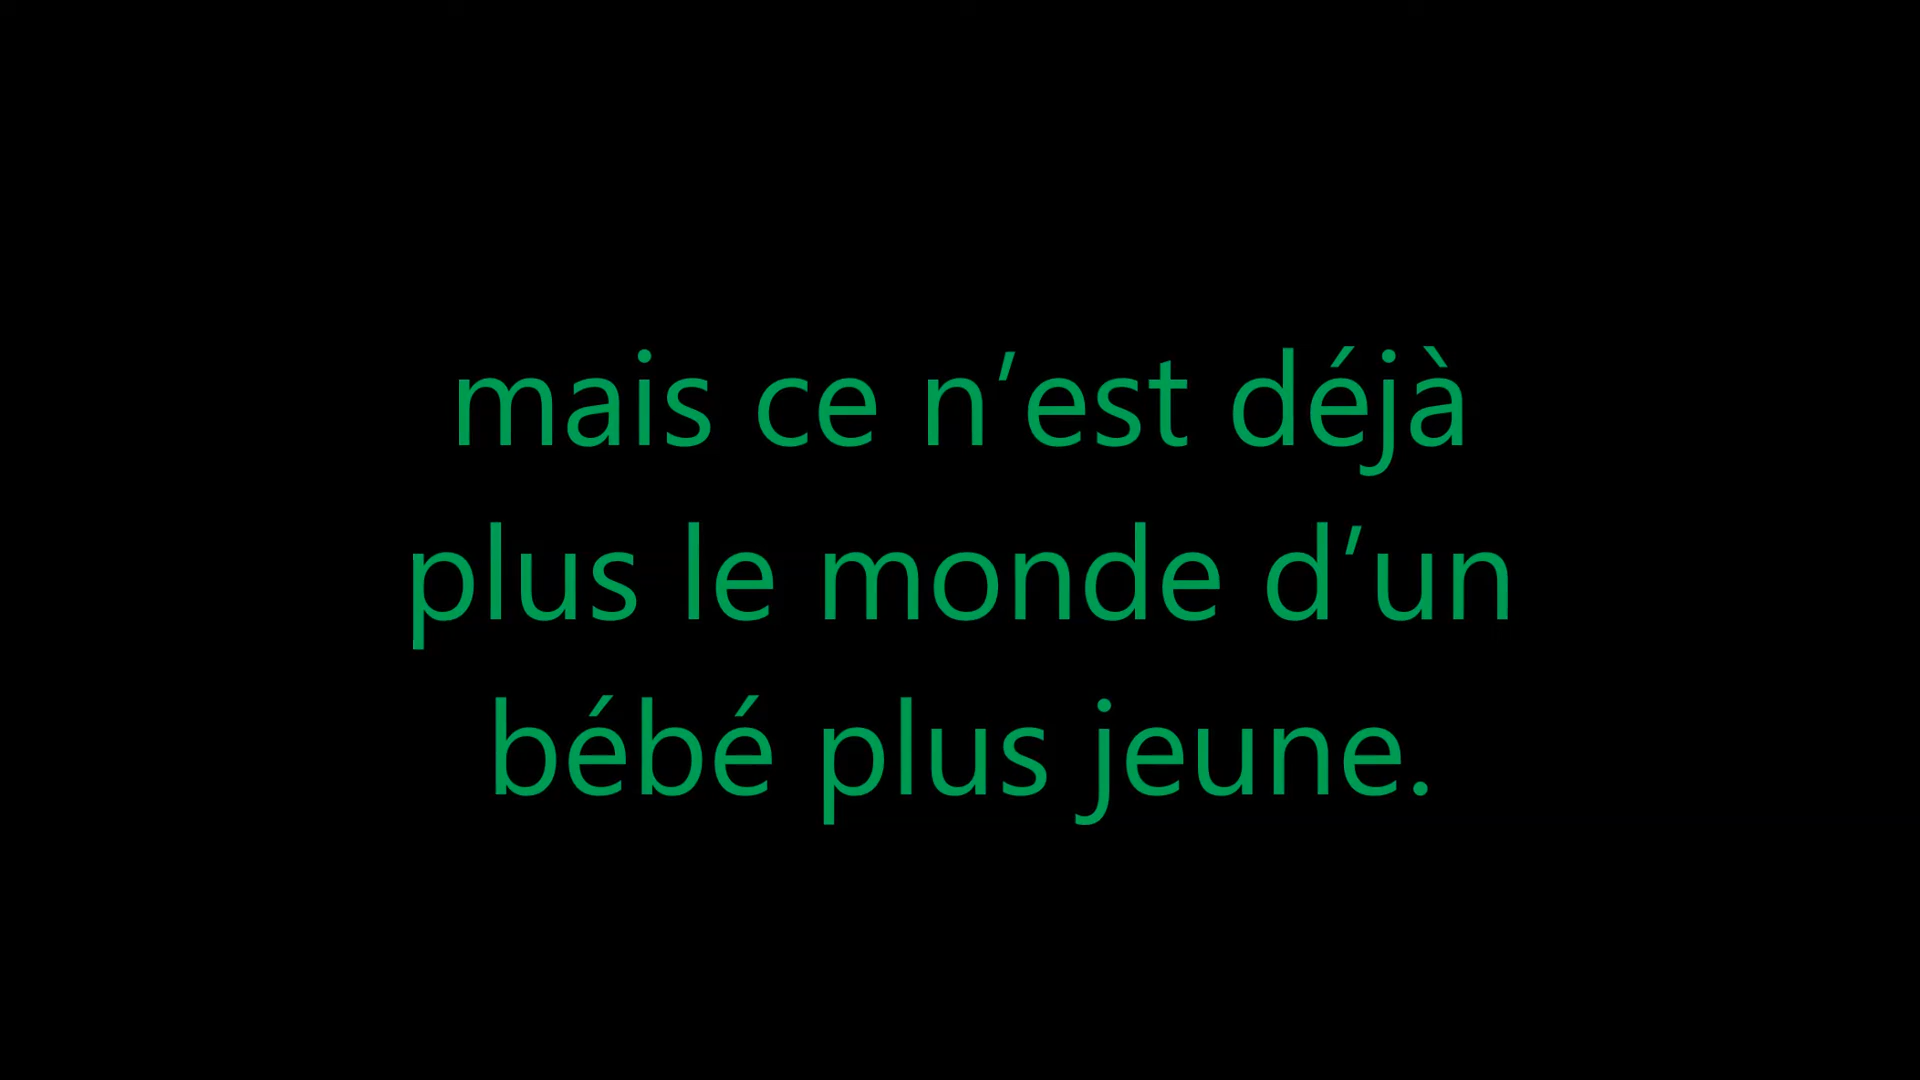 mais ce n’est déjà
plus le monde d’un
bébé plus jeune.